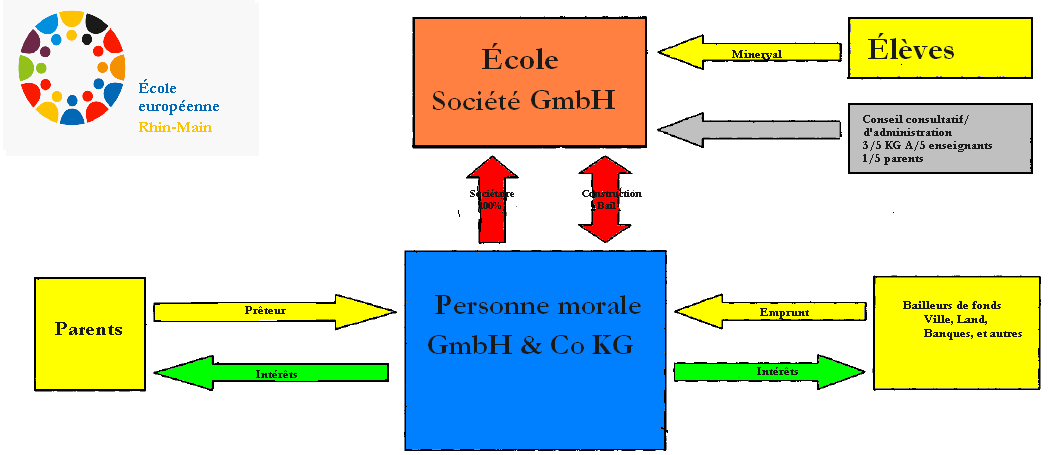 École
européenne
Rhin-Main
École
Société GmbH
Minerval
Élèves
Conseil consultatif/
d'administration
3/5 KG A/5 enseignants
1/5 parents
Sociétaire
100%
Construction
Bail
Parents
Prêteur
Intérêts
Personne morale
GmbH & Co KG
Emprunt
Intérêts
Bailleurs de fonds
Ville, Land,
Banques, et autres